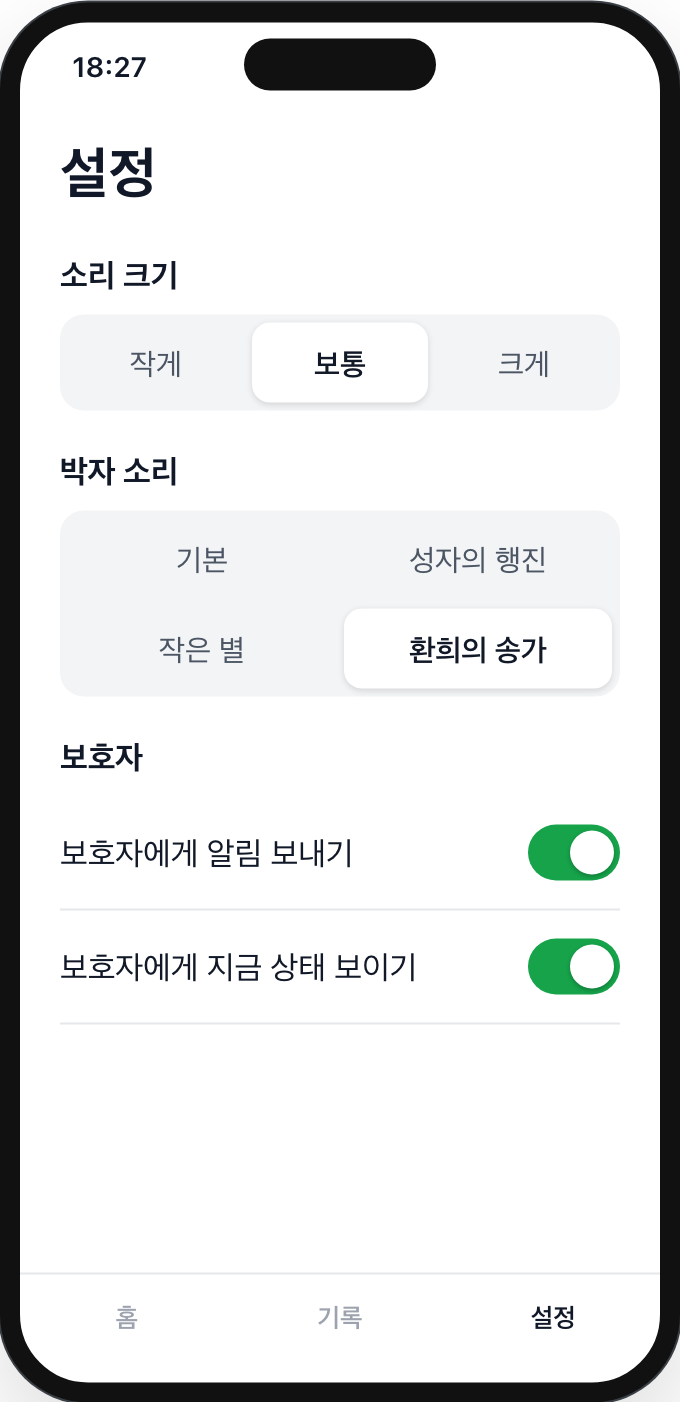 18:27
설정
소리 크기
작게 보통 크게
박자 소리
기본 성자의 행진
작은 별 환희의 송가
보호자
보호자에게 알림 보내기
보호자에게 지금 상태 보이기
홈 기록 설정